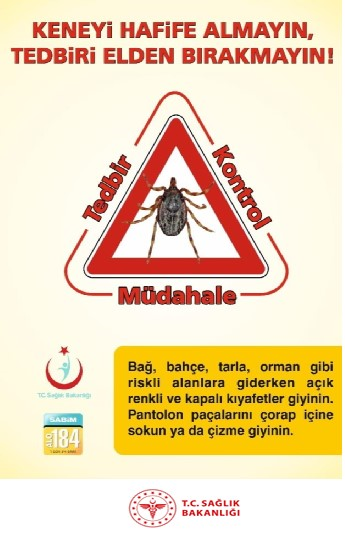 KENEYİ HAFİFE ALMAYIN,
TEDBİRİ ELDEN BIRAKMAYIN!
Tedbir
Kontrol
Müdahale
T.C. Sağlık Bakanlığı
SABİM
ALO
184
Bağ, bahçe, tarla, orman gibi
riskli alanlara giderken açık
renkli ve kapalı kıyafetler giyinin.
Pantolon paçalarını çorap içine
sokun ya da çizme giyinin.
T.C. SAĞLIK
BAKANLIĞI